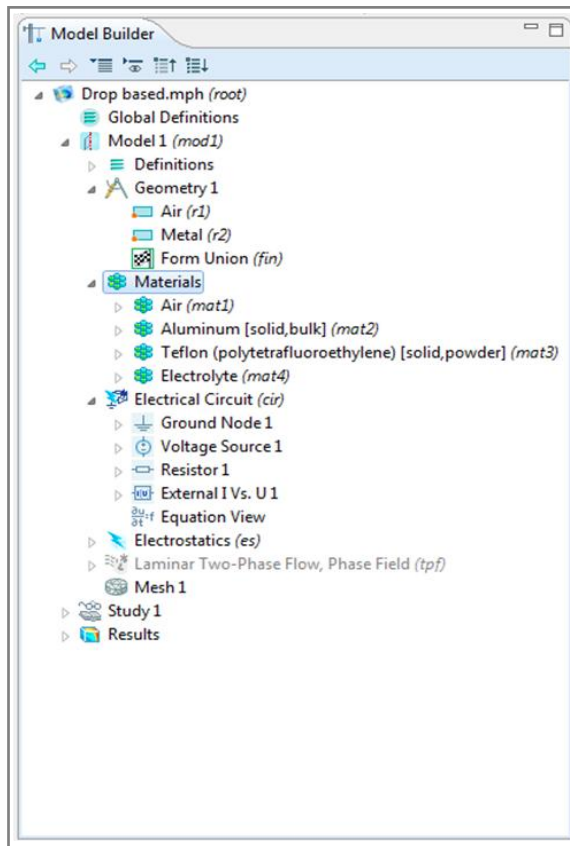 Model Builder
Drop based.mph (root)
Global Definitions
Model 1 (mod1)
Definitions
Geometry 1
Air (r1)
Metal (r2)
Form Union (fin)
Materials
Air (mat1)
Aluminum [solid,bulk] (mat2)
Teflon (polytetrafluoroethylene) [solid,powder] (mat3)
Electrolyte (mat4)
Electrical Circuit (cir)
Ground Node 1
Voltage Source 1
Resistor 1
External I Vs. U 1
Equation View
Electrostatics (es)
Laminar Two-Phase Flow, Phase Field (tpf)
Mesh 1
Study 1
Results